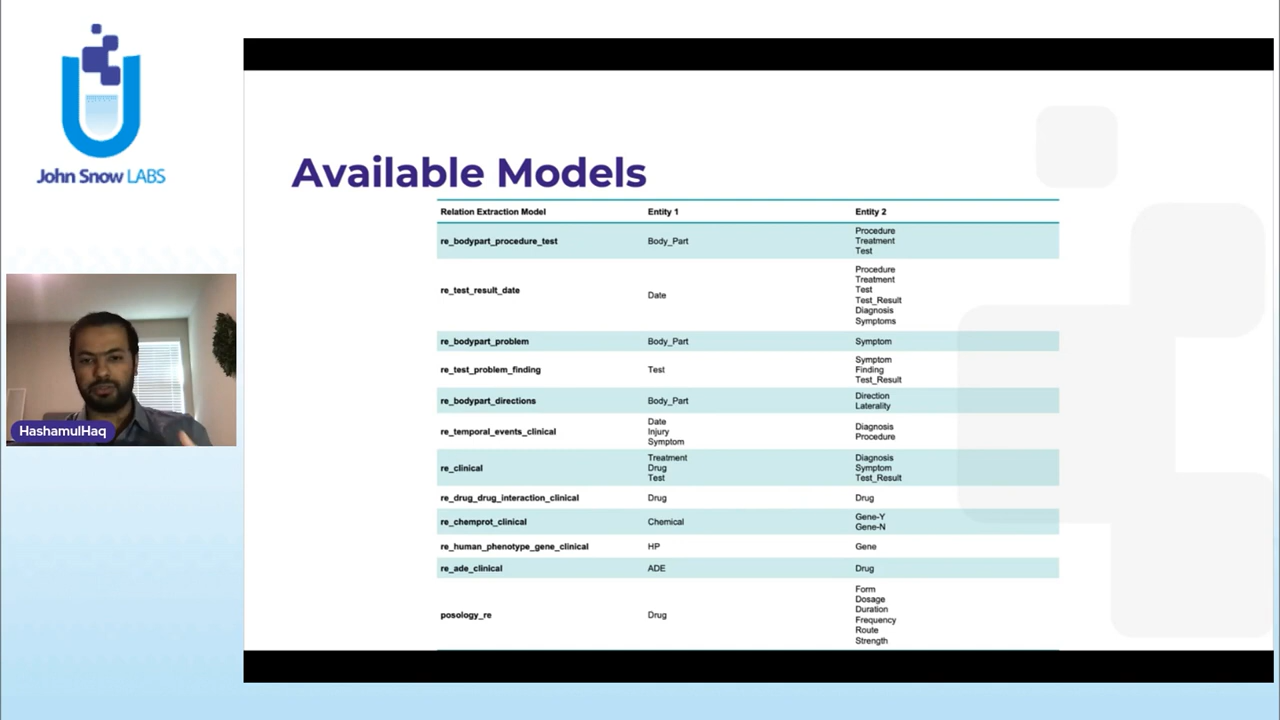 John Snow LABS
Available Models
Relation Extraction Model Entity 1 Entity 2
re_bodypart_procedure_test Body_Part Procedure
Treatment
Test
re_test_result_date Date Procedure
Treatment
Test
Test_Result
Diagnosis
Symptoms
re_bodypart_problem Body_Part Symptom
re_test_problem_finding Test Symptom
Finding
Test_Result
re_bodypart_directions Body_Part Direction
Laterality
re_temporal_events_clinical Date
Injury
Symptom
Diagnosis
Procedure
re_clinical Treatment
Drug
Test
Diagnosis
Symptom
Test_Result
re_drug_drug_interaction_clinical Drug Drug
re_chemprot_clinical Chemical Gene-Y
Gene-N
re_human_phenotype_gene_clinical HP Gene
re_ade_clinical ADE Drug
posology_re Drug Form
Dosage
Duration
Frequency
Route
Strength
HashamulHaq